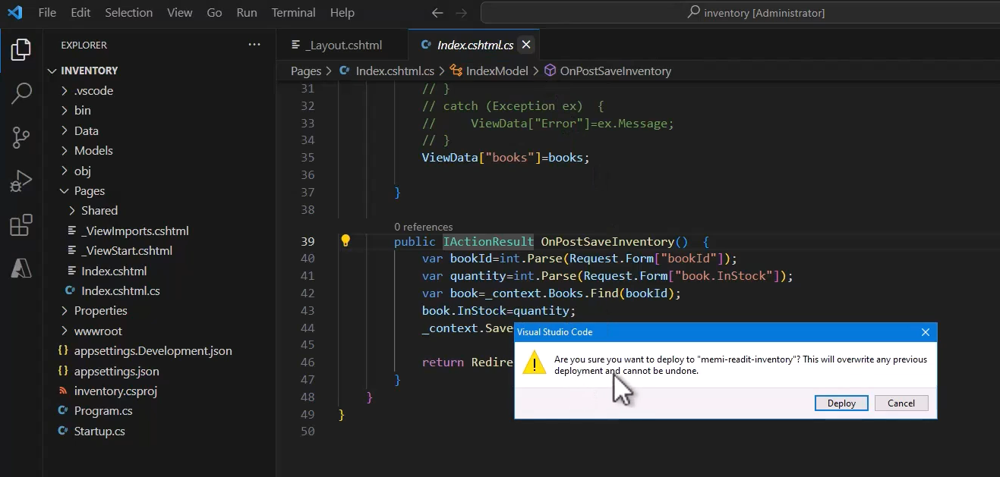 File Edit Selection View Go Run Terminal Help
inventory [Administrator]
EXPLORER
INVENTORY
.vscode
bin
Data
Models
obj
Pages
Shared
_ViewImports.cshtml
_ViewStart.cshtml
Index.cshtml
Index.cshtml.cs
Properties
wwwroot
appsettings.Development.json
appsettings.json
inventory.csproj
Program.cs
Startup.cs
_Layout.cshtml
Index.cshtml.cs
Pages > Index.cshtml.cs > IndexModel > OnPostSaveInventory
31 // }
32 // catch (Exception ex) {
33 //     ViewData["Error"]=ex.Message;
34 // }
35 ViewData["books"]=books;
36
37 }
38
0 references
39 public IActionResult OnPostSaveInventory() {
40 var bookId=int.Parse(Request.Form["bookId"]);
41 var quantity=int.Parse(Request.Form["book.InStock"]);
42 var book=_context.Books.Find(bookId);
43 book.InStock=quantity;
44 _context.Save
45
46 return Redire
47 }
48 }
49 }
50
Visual Studio Code
Are you sure you want to deploy to "memi-readit-inventory"? This will overwrite any previous
deployment and cannot be undone.
Deploy
Cancel